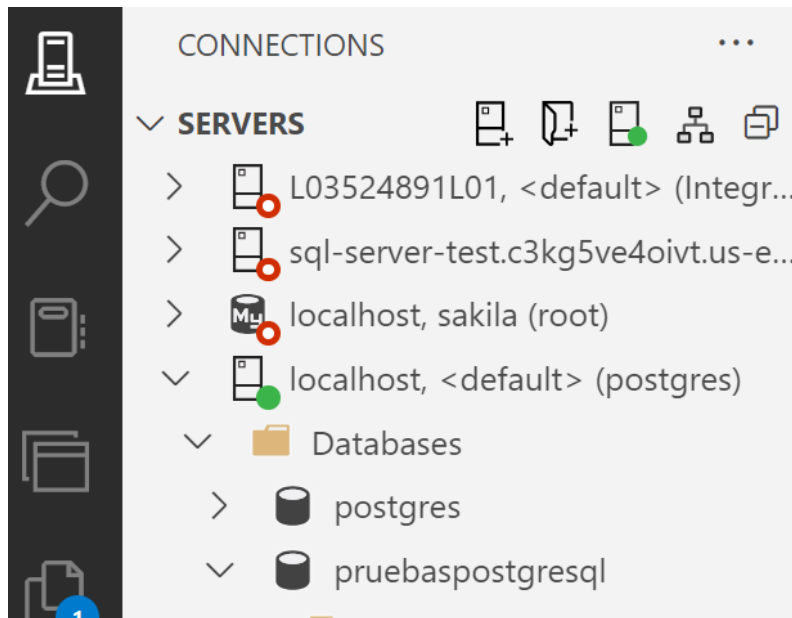 CONNECTIONS
SERVERS
L03524891L01, <default> (Integr...
sql-server-test.c3kg5ve4oivt.us-e...
My localhost, sakila (root)
localhost, <default> (postgres)
Databases
postgres
pruebaspostgresql
1